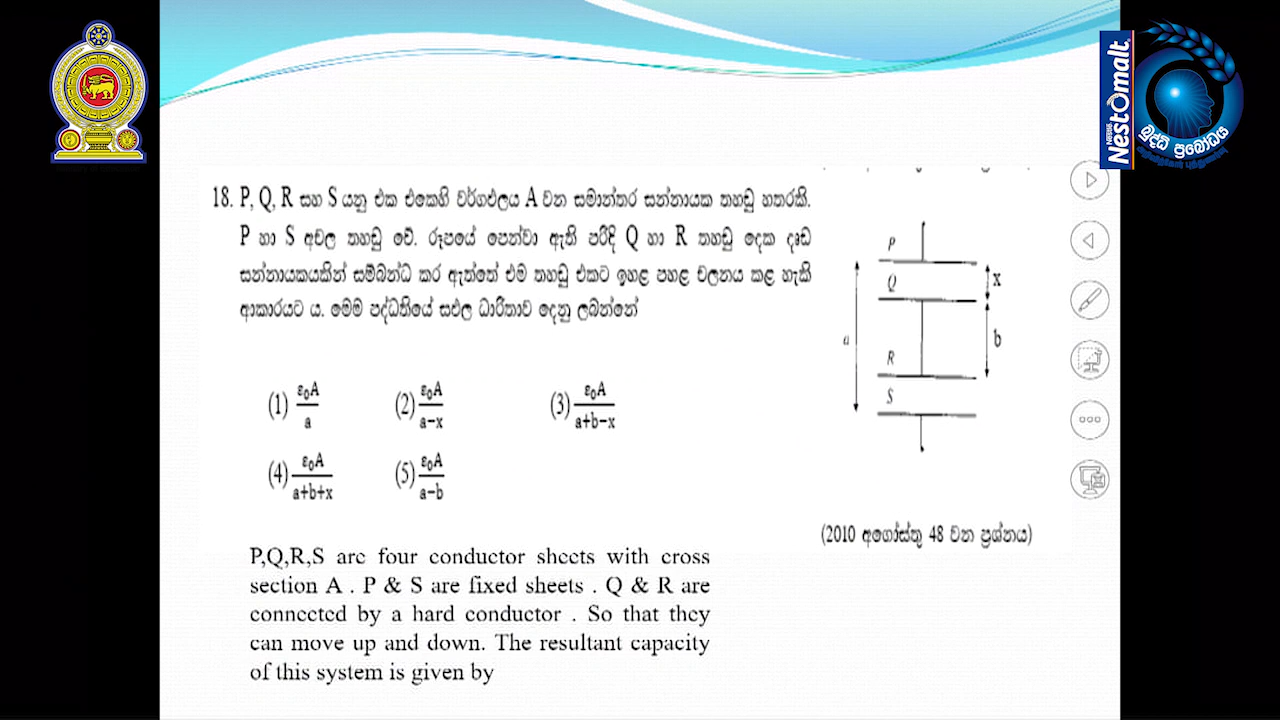 NESTLÉ
Nestomalt.
බුද්ධි ප්‍රබෝධය
18. P, Q, R සහ S යනු එක එකෙහි වර්ගඵලය A වන සමාන්තර සන්නායක තහඩු හතරකි.
P හා S අචල තහඩු වේ. රූපයේ පෙන්වා ඇති පරිදි Q හා R තහඩු දෙක දෘඩ
සන්නායකයකින් සම්බන්ධ කර ඇත්තේ එම තහඩු එකට ඉහළ පහළ චලනය කළ හැකි
ආකාරයට ය. මෙම පද්ධතියේ සඵල ධාරිතාව දෙනු ලබන්නේ
P
Q
x
a
b
R
S
(1) ε₀A/a (2) ε₀A/a−x (3) ε₀A/a+b−x
(4) ε₀A/a+b+x (5) ε₀A/a−b
(2010 අගෝස්තු 48 වන ප්‍රශ්නය)
P,Q,R,S are four conductor sheets with cross
section A . P & S are fixed sheets . Q & R are
connected by a hard conductor . So that they
can move up and down. The resultant capacity
of this system is given by